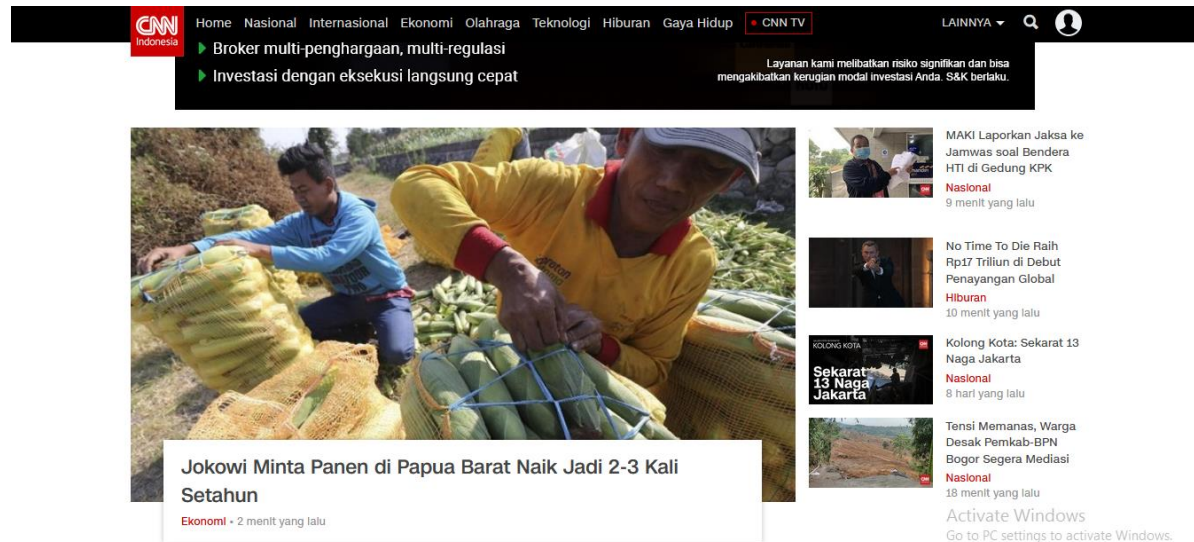 CNN
Indonesia
Home Nasional Internasional Ekonomi Olahraga Teknologi Hiburan Gaya Hidup CNN TV
LAINNYA
Broker multi-penghargaan, multi-regulasi
Investasi dengan eksekusi langsung cepat
Layanan kami melibatkan risiko signifikan dan bisa
mengakibatkan kerugian modal investasi Anda. S&K berlaku.
Jokowi Minta Panen di Papua Barat Naik Jadi 2-3 Kali
Setahun
Ekonomi • 2 menit yang lalu
MAKI Laporkan Jaksa ke
Jamwas soal Bendera
HTI di Gedung KPK
Nasional
9 menit yang lalu
No Time To Die Raih
Rp17 Triliun di Debut
Penayangan Global
Hiburan
10 menit yang lalu
KOLONG KOTA
Sekarat
13 Naga
Jakarta
Kolong Kota: Sekarat 13
Naga Jakarta
Nasional
8 hari yang lalu
Tensi Memanas, Warga
Desak Pemkab-BPN
Bogor Segera Mediasi
Nasional
18 menit yang lalu
Activate Windows
Go to PC settings to activate Windows.